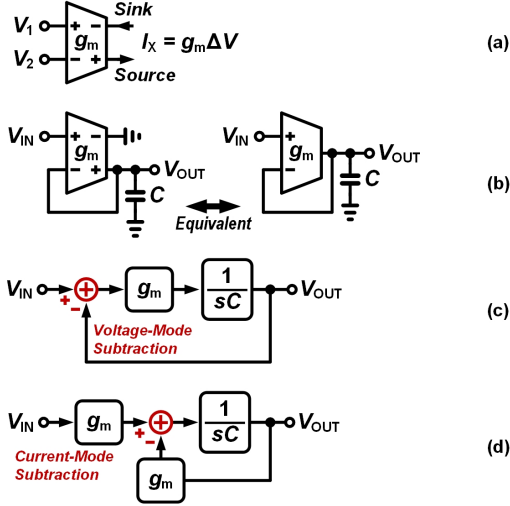 V1 + − Sink
gm IX = gmΔV (a)
V2 − + Source
VIN + − VIN +
gm gm
− + VOUT − VOUT
C C (b)
Equivalent
VIN gm 1/sC VOUT
+ − (c)
Voltage-Mode
Subtraction
VIN gm 1/sC VOUT
+ −
Current-Mode
Subtraction (d)
gm